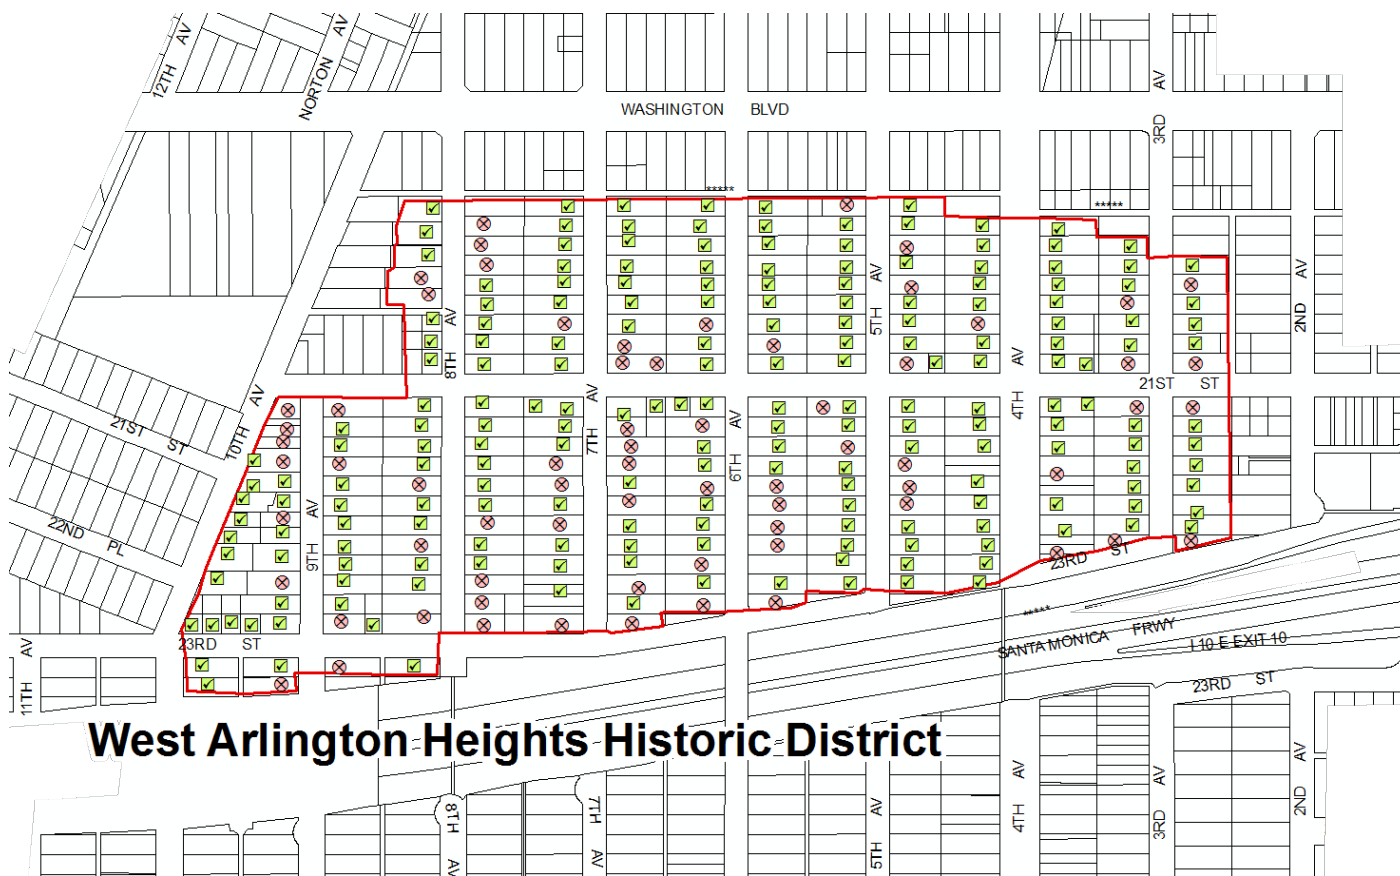 12TH AV
NORTON AV
WASHINGTON BLVD
3RD AV
*****
*****
5TH AV
2ND AV
8TH AV
21ST ST
4TH AV
10TH AV
21ST ST
7TH AV
6TH AV
9TH AV
22ND PL
23RD ST
*****
SANTA MONICA FRWY
I 10 E EXIT 10
23RD ST
11TH AV
23RD ST
West Arlington Heights Historic District
8TH AV
7TH AV
5TH AV
4TH AV
3RD AV
2ND AV